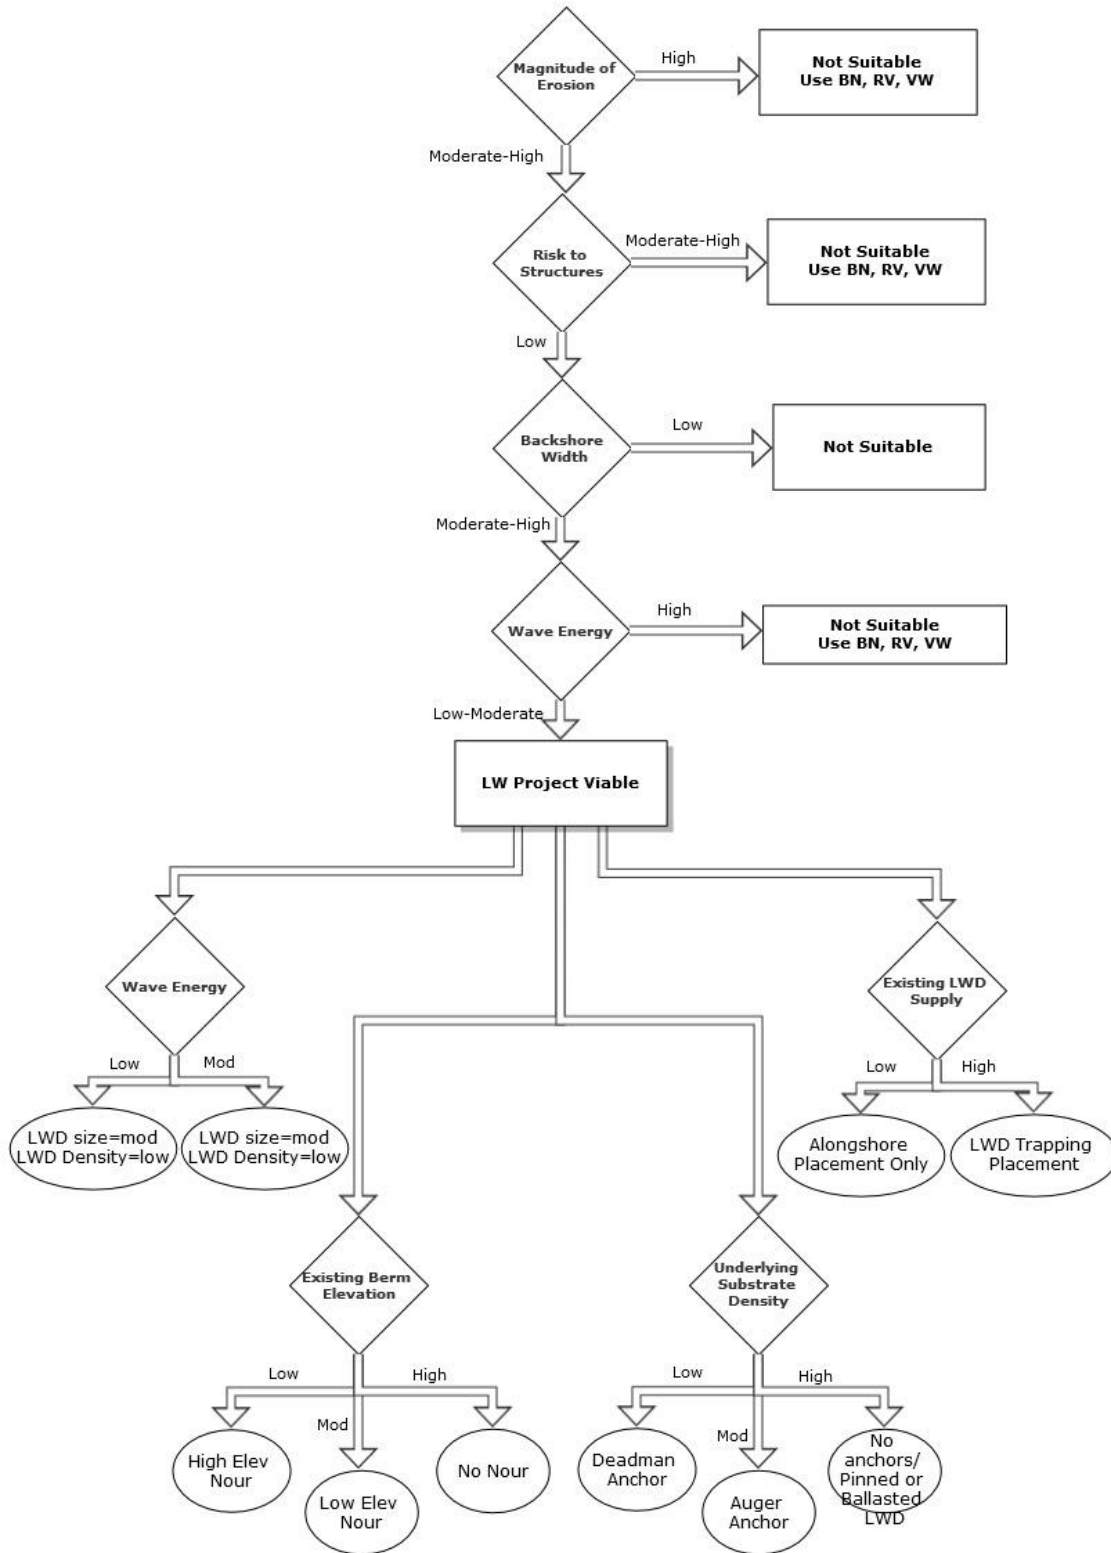 Magnitude of
Erosion
High
Not Suitable
Use BN, RV, VW
Moderate-High
Risk to
Structures
Moderate-High
Not Suitable
Use BN, RV, VW
Low
Backshore
Width
Low
Not Suitable
Moderate-High
Wave Energy
High
Not Suitable
Use BN, RV, VW
Low-Moderate
LW Project Viable
Wave Energy
Low
Mod
LWD size=mod
LWD Density=low
LWD size=mod
LWD Density=low
Existing LWD
Supply
Low
High
Alongshore
Placement Only
LWD Trapping
Placement
Existing Berm
Elevation
Low
Mod
High
High Elev
Nour
Low Elev
Nour
No Nour
Underlying
Substrate
Density
Low
Mod
High
Deadman
Anchor
Auger
Anchor
No
anchors/
Pinned or
Ballasted
LWD